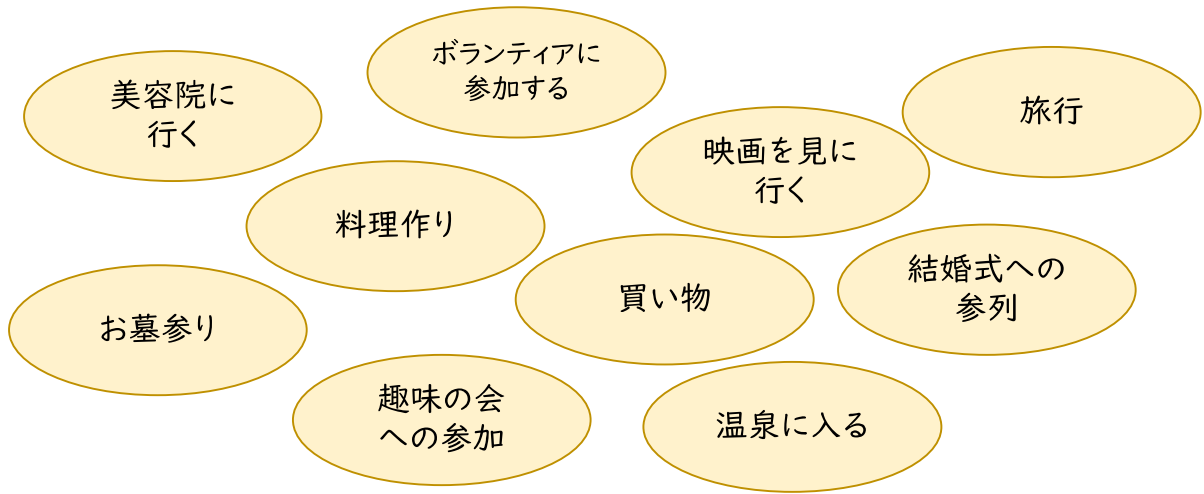 美容院に
行く
ボランティアに
参加する
旅行
映画を見に
行く
料理作り
買い物
結婚式への
参列
お墓参り
趣味の会
への参加
温泉に入る